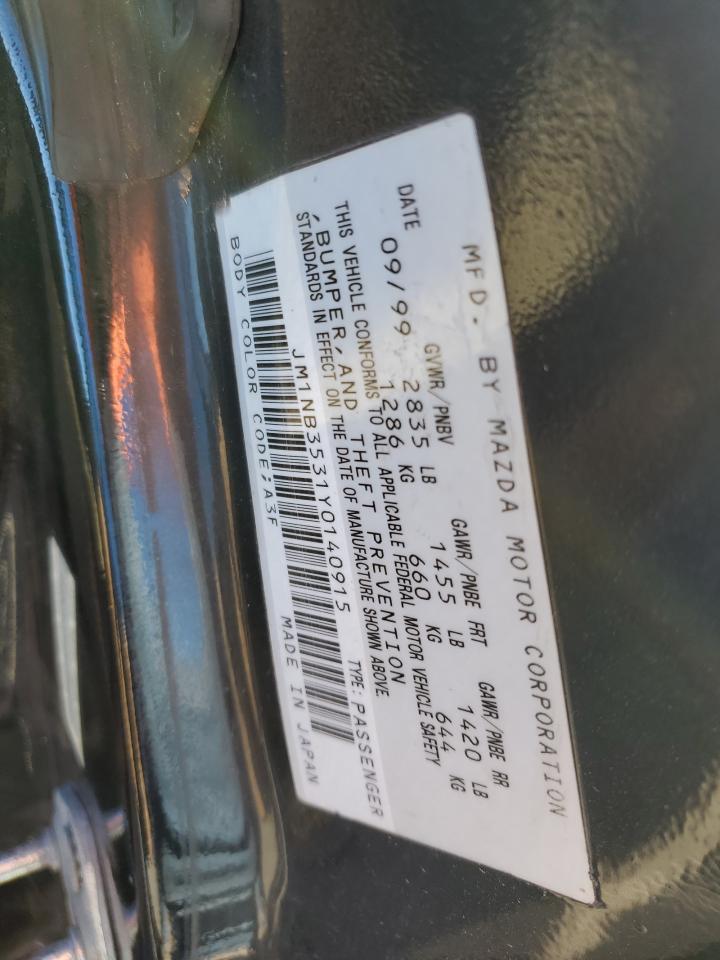 MFD. BY MAZDA MOTOR CORPORATION
DATE GVWR/PNBV GAWR/PNBE FRT GAWR/PNBE RR
09/99 2835 LB 1455 LB 1420 LB
1286 KG 660 KG 644 KG
THIS VEHICLE CONFORMS TO ALL APPLICABLE FEDERAL MOTOR VEHICLE SAFETY
,BUMPER, AND THEFT PREVENTION
STANDARDS IN EFFECT ON THE DATE OF MANUFACTURE SHOWN ABOVE.
JM1NB3531Y0140915 TYPE: PASSENGER
BODY COLOR CODE:A3F MADE IN JAPAN